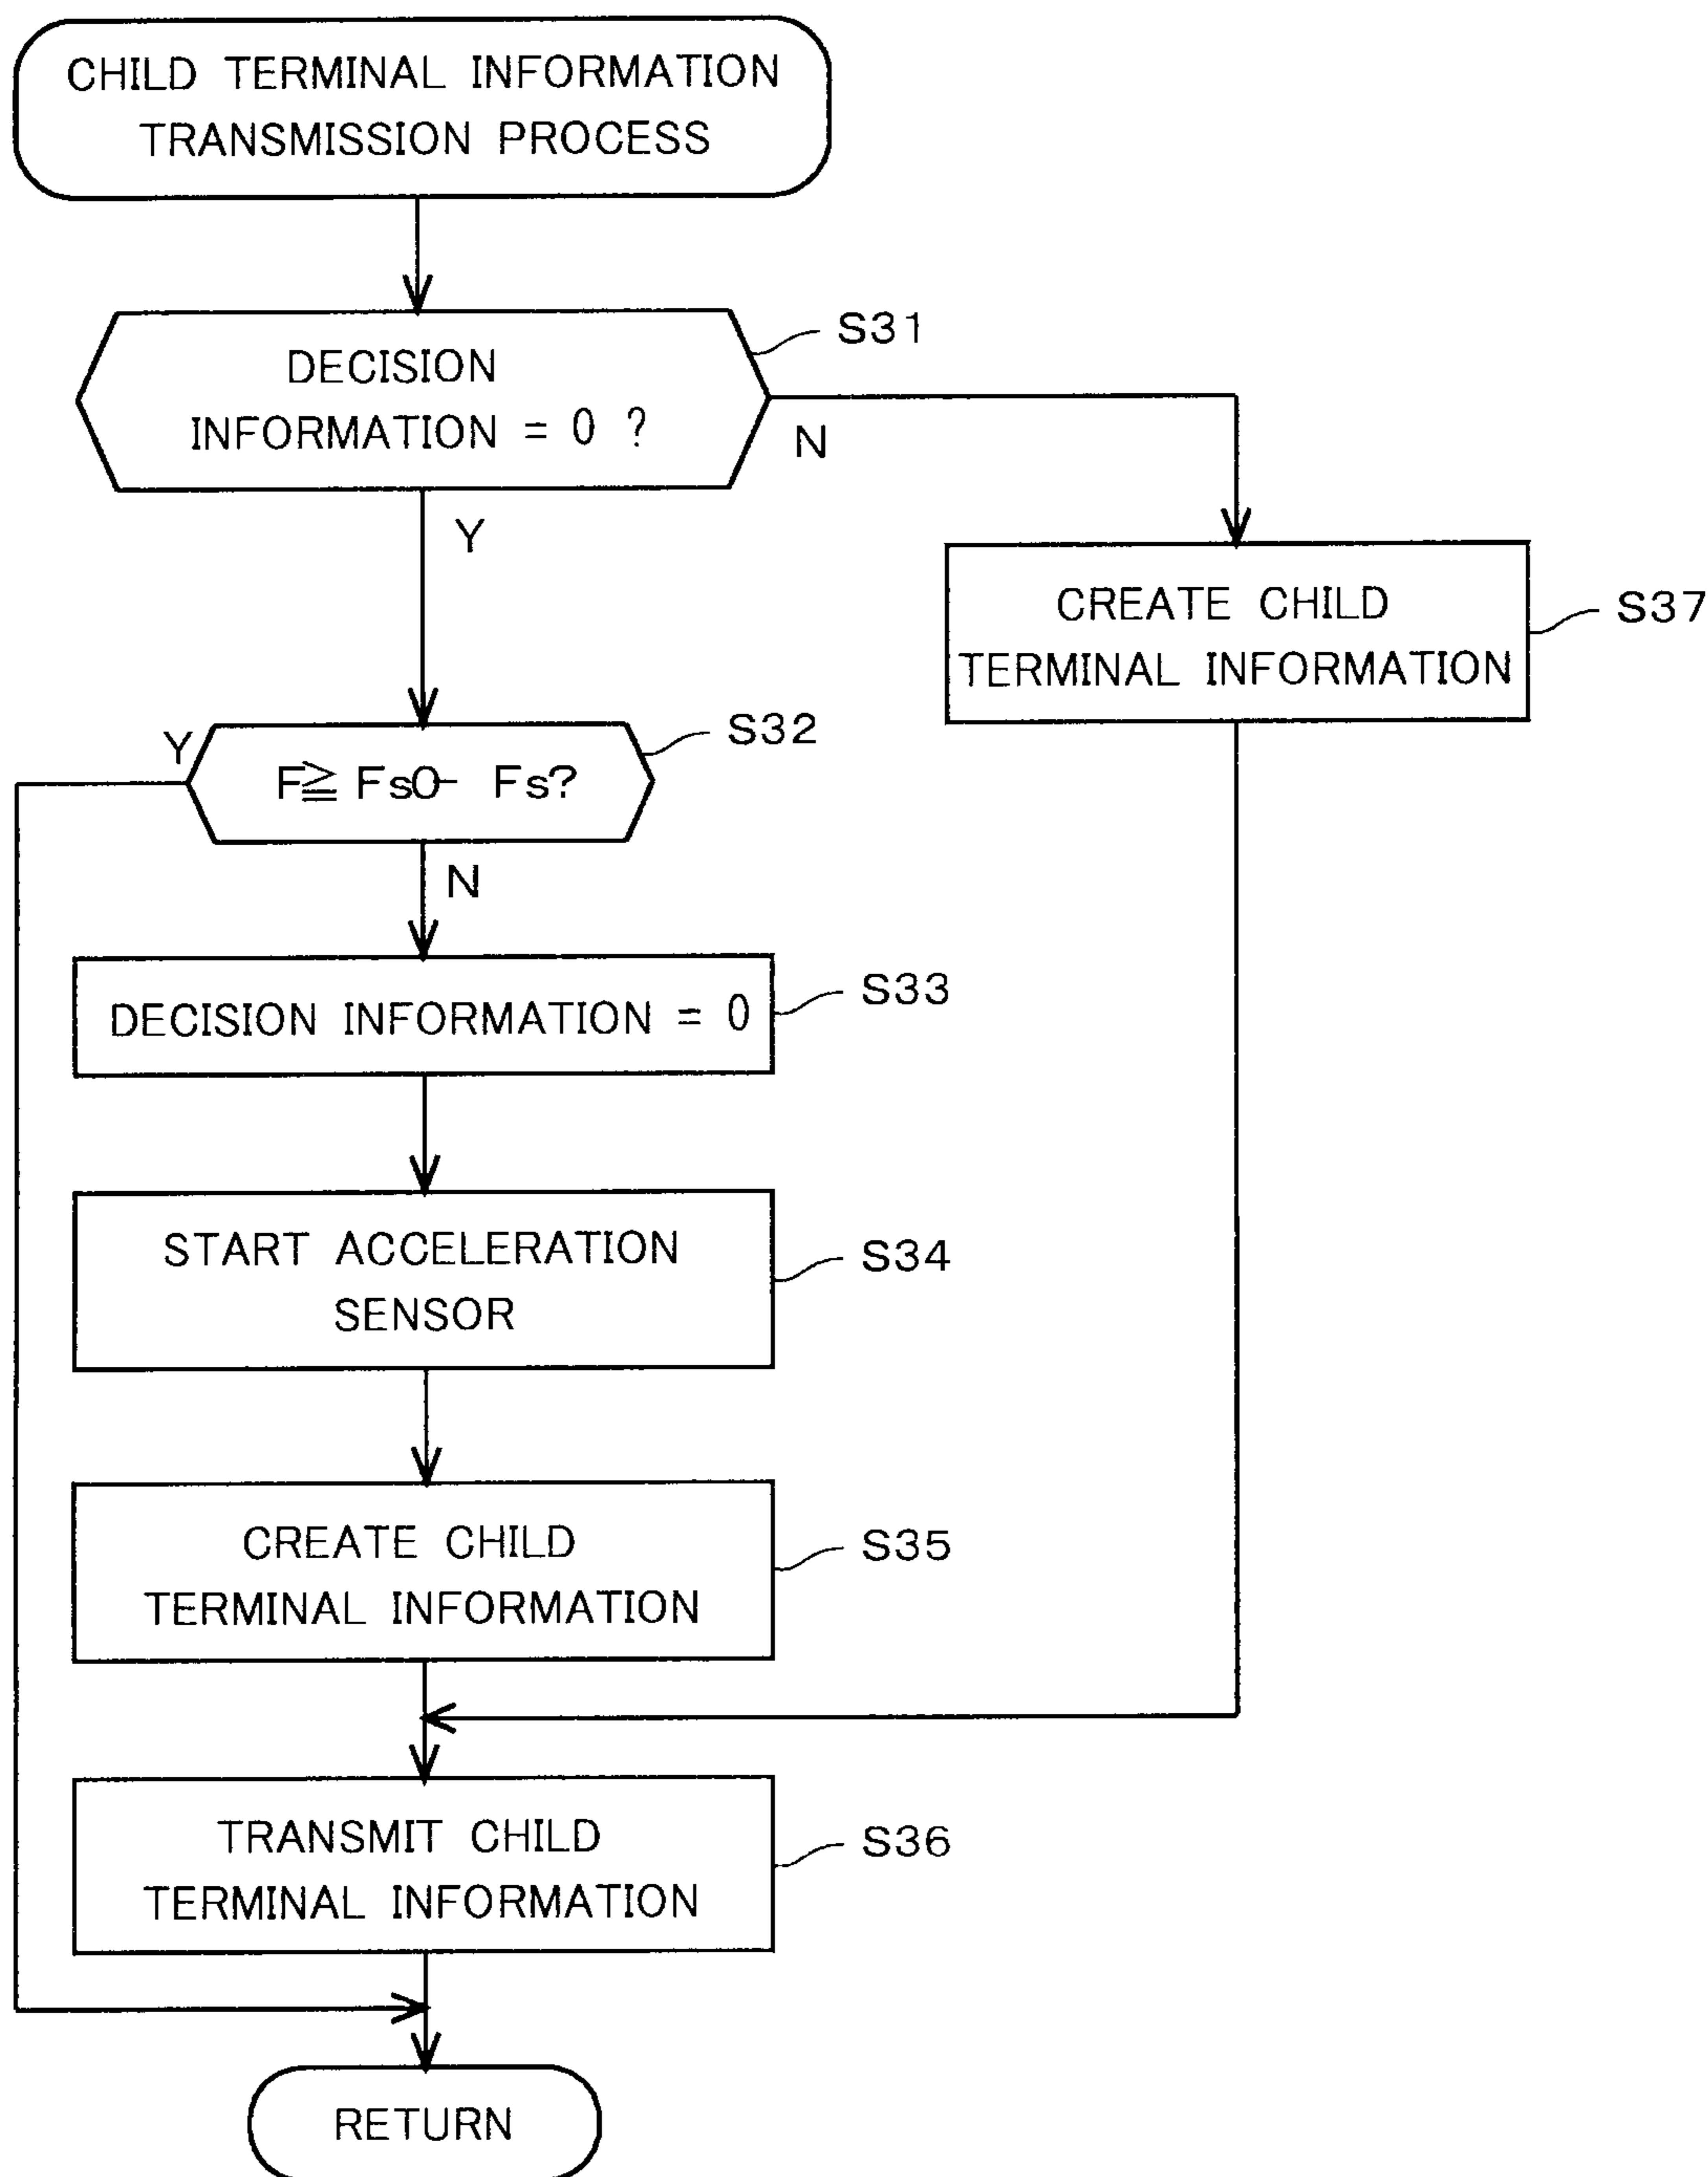 CHILD TERMINAL INFORMATION
TRANSMISSION PROCESS
DECISION
INFORMATION = 0 ?
S31
N
Y
CREATE CHILD
TERMINAL INFORMATION
S37
Y
F≧ Fs0- Fs?
S32
N
DECISION INFORMATION = 0
S33
START ACCELERATION
SENSOR
S34
CREATE CHILD
TERMINAL INFORMATION
S35
TRANSMIT CHILD
TERMINAL INFORMATION
S36
RETURN